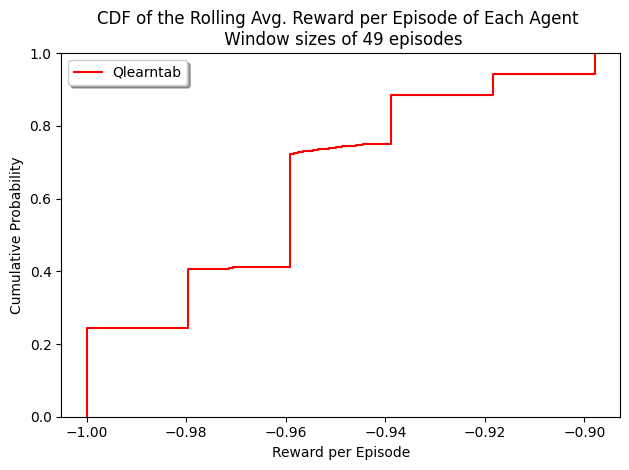 CDF of the Rolling Avg. Reward per Episode of Each Agent
Window sizes of 49 episodes
Qlearntab
1.0
0.8
0.6
0.4
0.2
0.0
Cumulative Probability
−1.00 −0.98 −0.96 −0.94 −0.92 −0.90
Reward per Episode